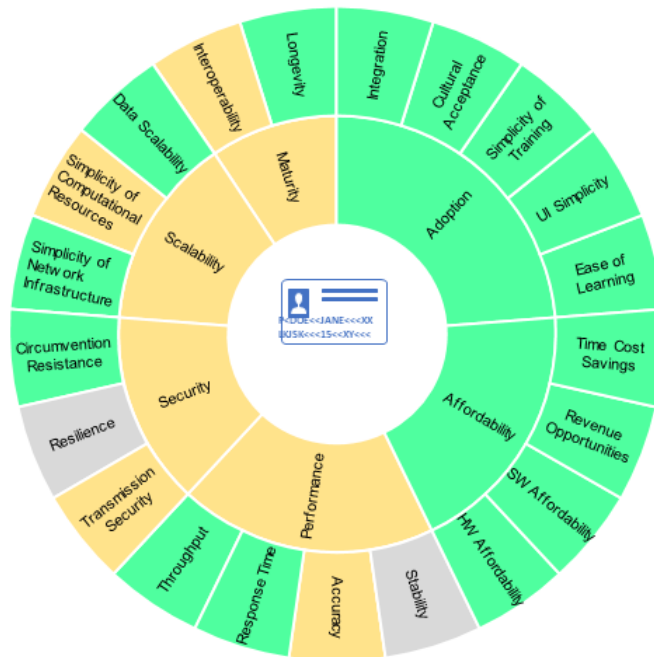 Integration
Cultural
Acceptance
Simplicity of
Training
UI Simplicity
Ease of
Learning
Time Cost
Savings
Revenue
Opportunities
SW Affordability
HW Affordability
Stability
Accuracy
Response Time
Throughput
Transmission
Security
Resilience
Circumvention
Resistance
Simplicity of
Network
Infrastructure
Simplicity of
Computational
Resources
Data Scalability
Interoperability
Longevity
Adoption
Affordability
Performance
Security
Scalability
Maturity
P<DOE<<JANE<<<XX
LKJSK<<<15<<XY<<<